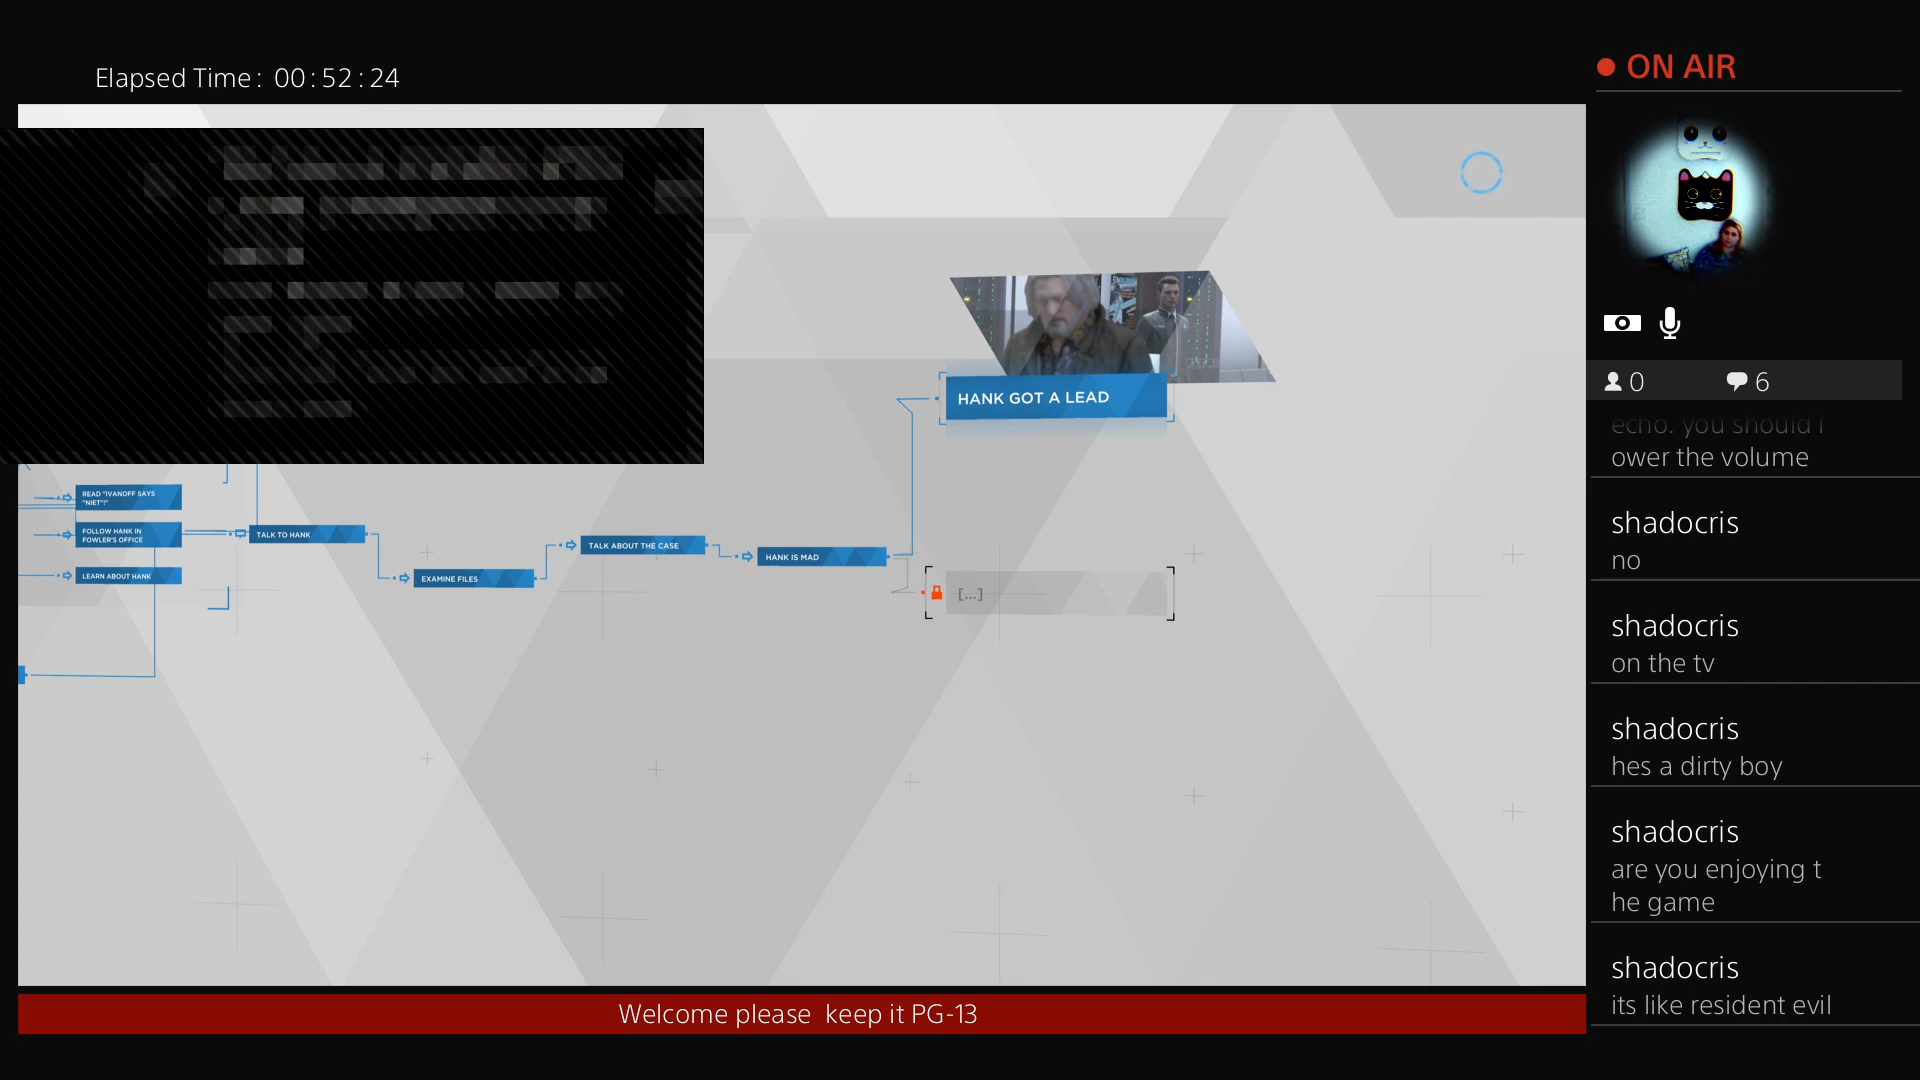 Elapsed Time: 00:52:24
ON AIR
0
6
echo. you should l
ower the volume
shadocris
no
shadocris
on the tv
shadocris
hes a dirty boy
shadocris
are you enjoying t
he game
shadocris
its like resident evil
HANK GOT A LEAD
READ "IVANOFF SAYS
"NIET"!"
FOLLOW HANK IN
FOWLER'S OFFICE
LEARN ABOUT HANK
TALK TO HANK
EXAMINE FILES
TALK ABOUT THE CASE
HANK IS MAD
[...]
Welcome please  keep it PG-13